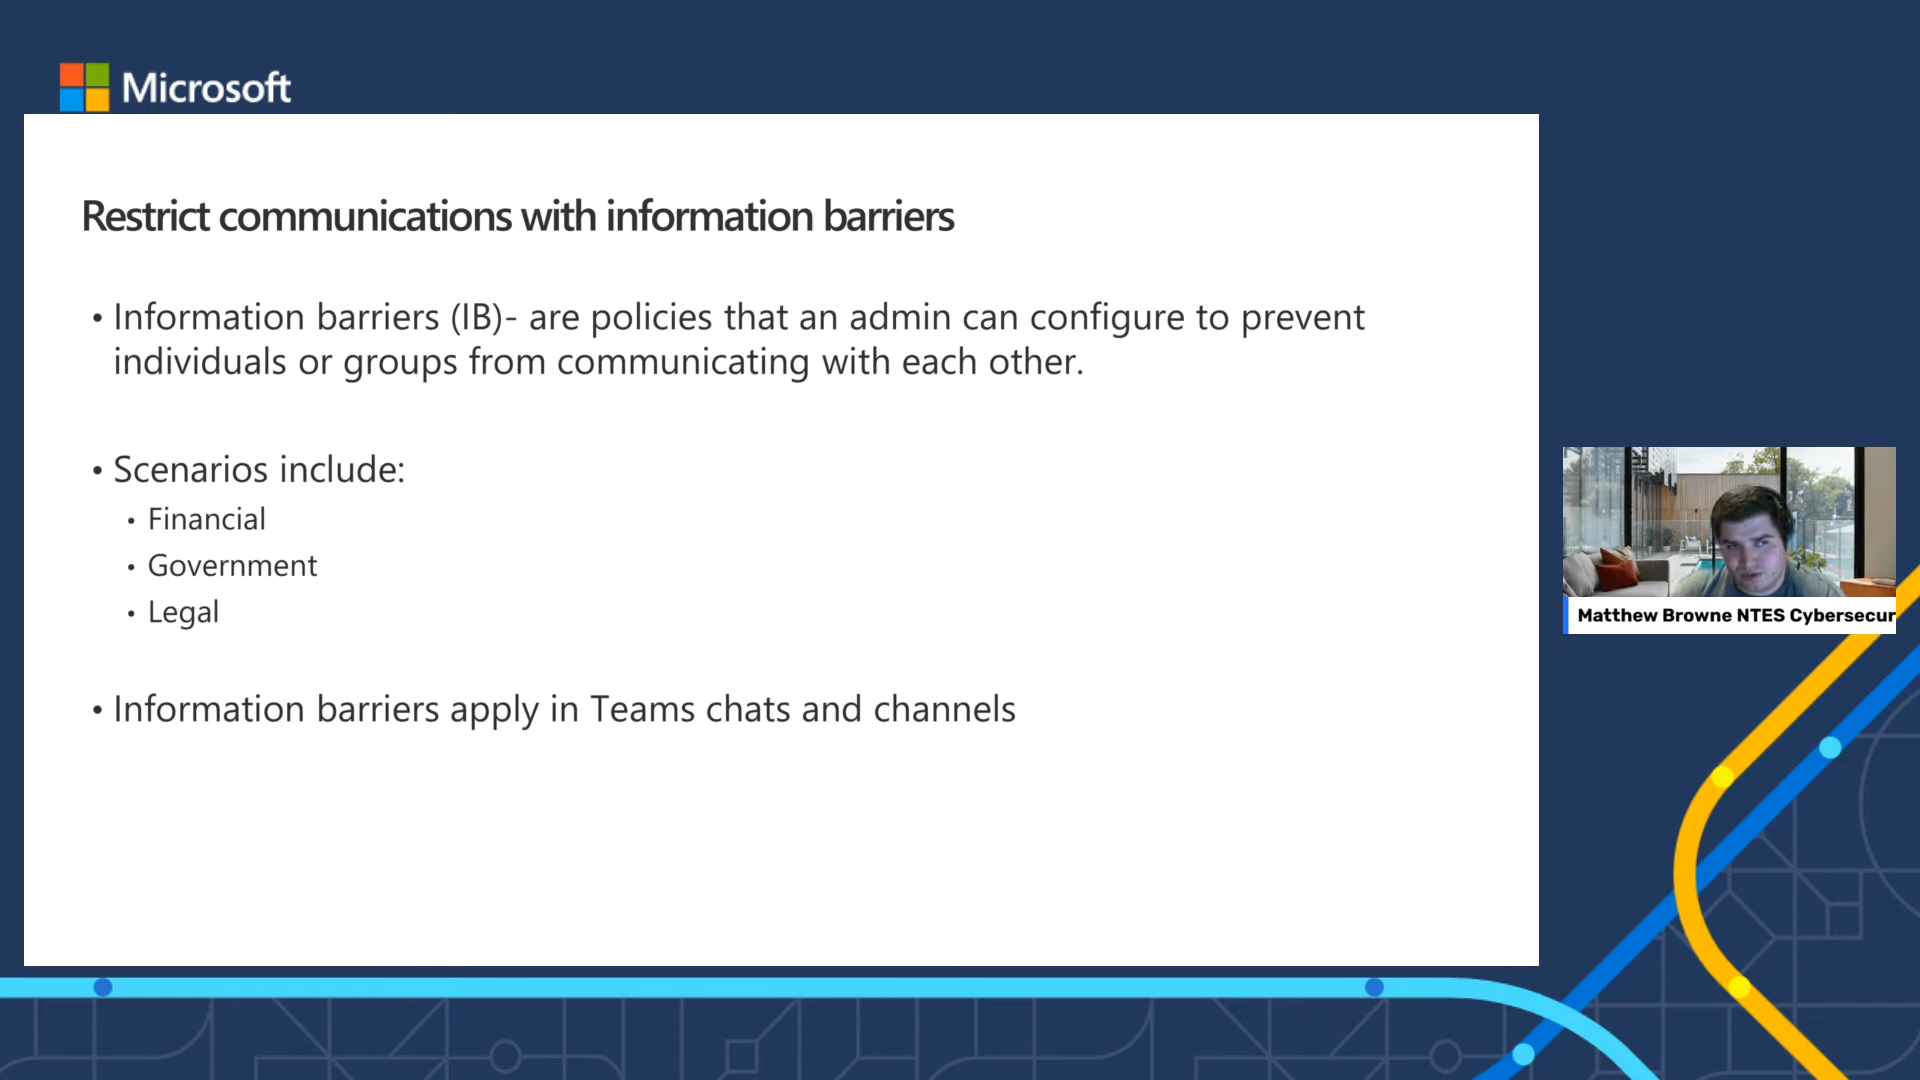 Microsoft
Restrict communications with information barriers
• Information barriers (IB)- are policies that an admin can configure to prevent
individuals or groups from communicating with each other.
• Scenarios include:
• Financial
• Government
• Legal
• Information barriers apply in Teams chats and channels
Matthew Browne NTES Cybersecur